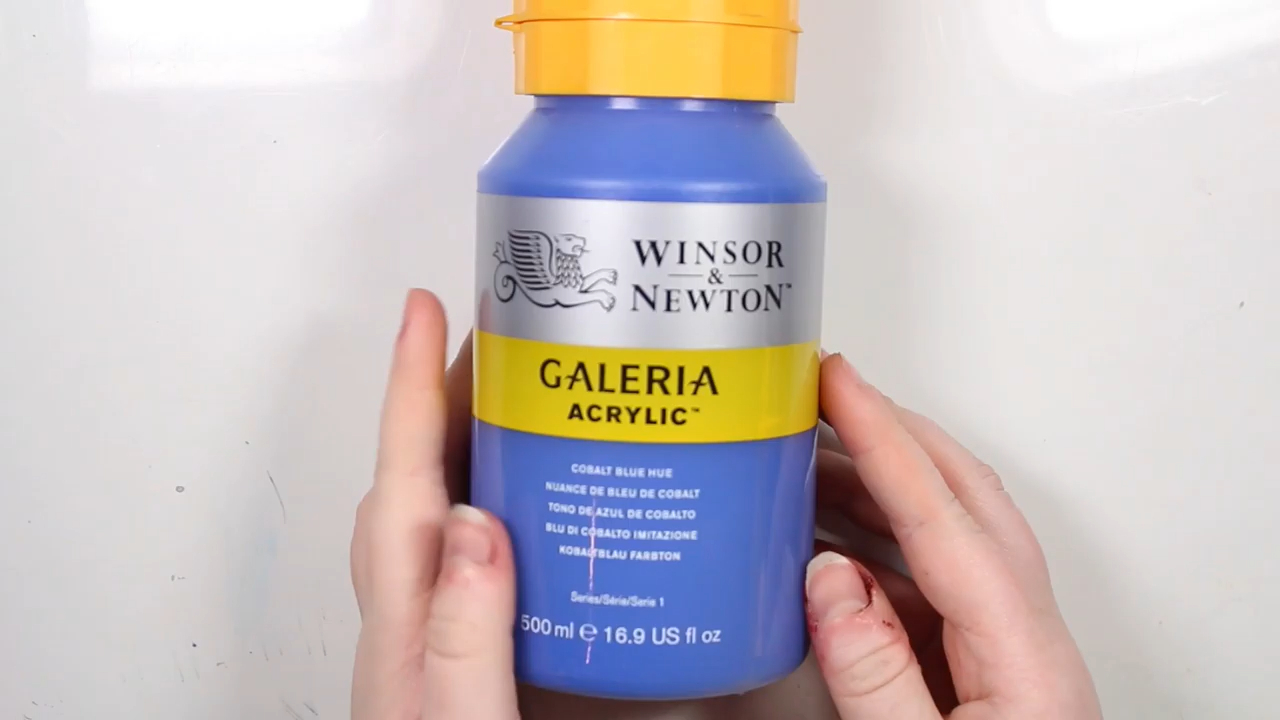 WINSOR
&
NEWTON™
GALERIA
ACRYLIC™
COBALT BLUE HUE
NUANCE DE BLEU DE COBALT
TONO DE AZUL DE COBALTO
BLU DI COBALTO IMITAZIONE
KOBALTBLAU FARBTON
Series/Série/Serie 1
500 ml ℮ 16.9 US fl oz